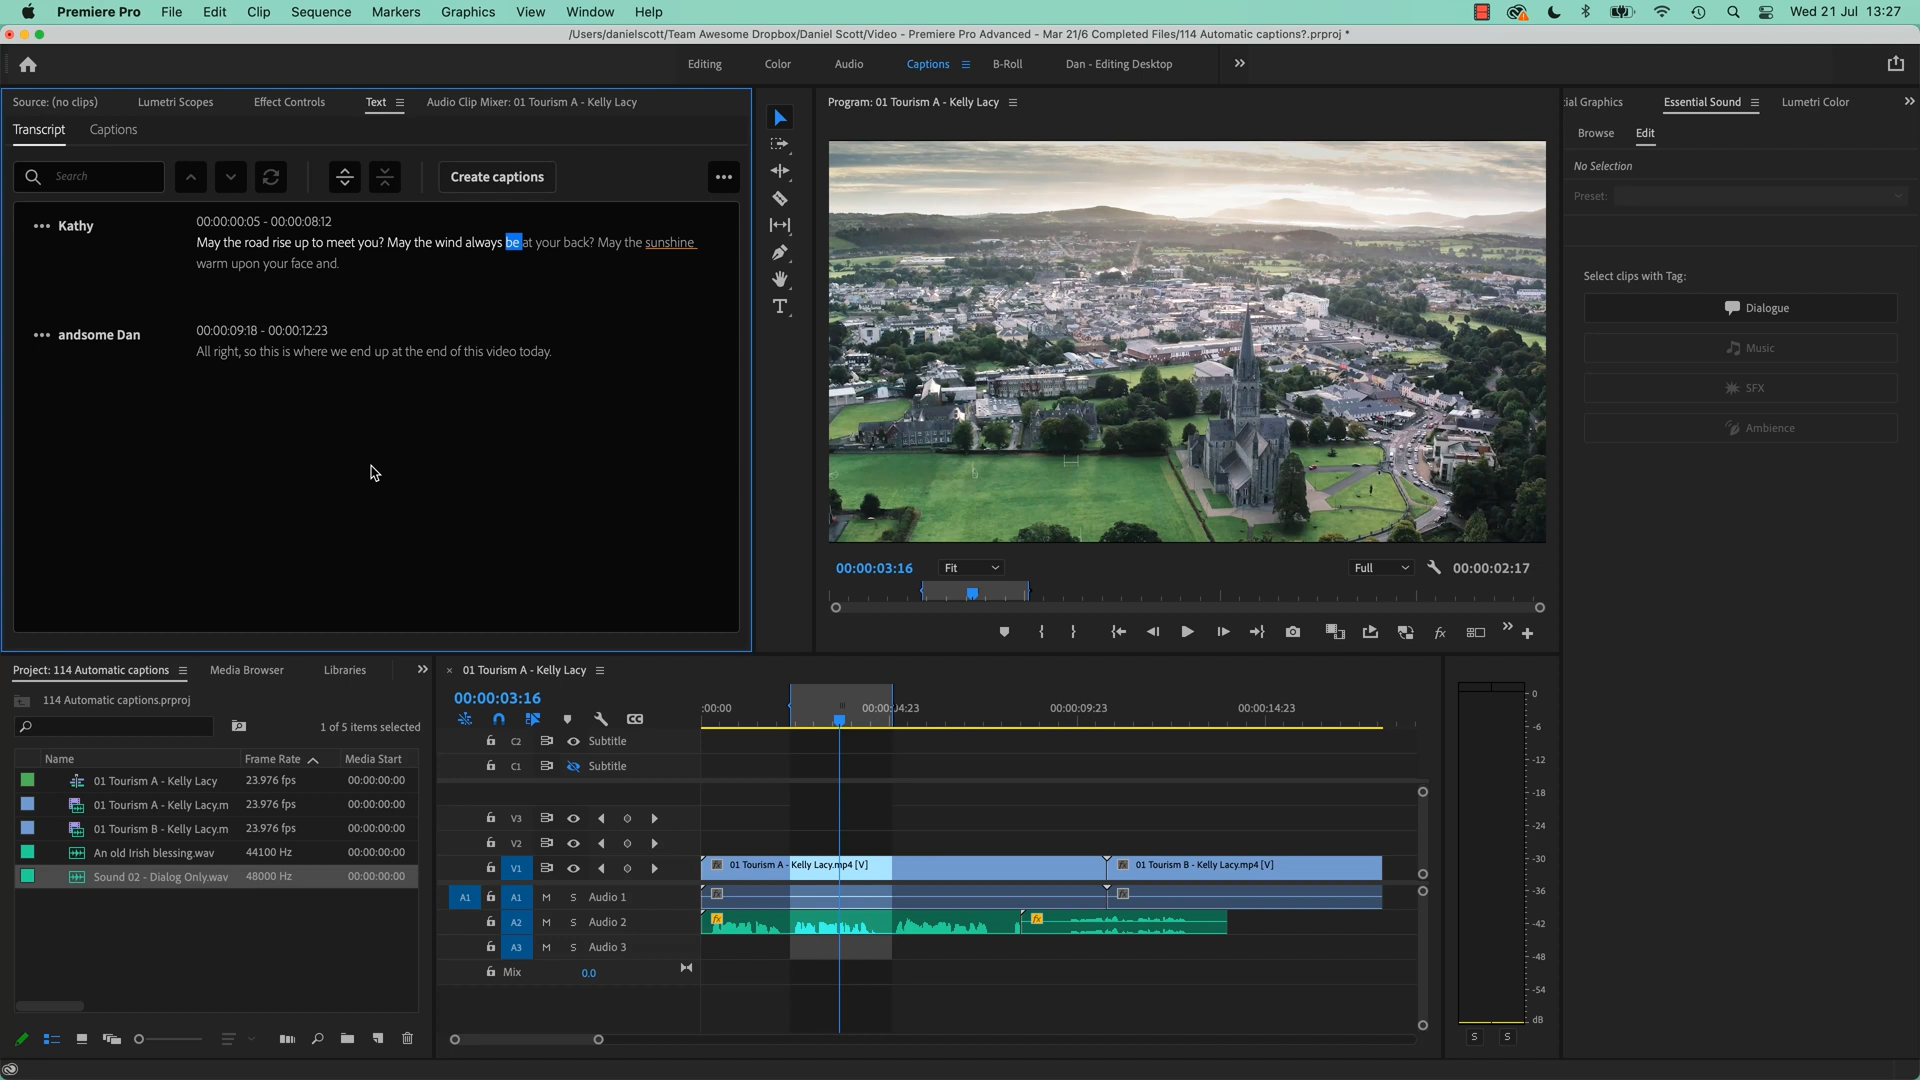 Premiere Pro File Edit Clip Sequence Markers Graphics View Window Help Wed 21 Jul 13:27
/Users/danielscott/Team Awesome Dropbox/Daniel Scott/Video - Premiere Pro Advanced - Mar 21/6 Completed Files/114 Automatic captions?.prproj *
Editing Color Audio Captions B-Roll Dan - Editing Desktop
Source: (no clips) Lumetri Scopes Effect Controls Text Audio Clip Mixer: 01 Tourism A - Kelly Lacy
Program: 01 Tourism A - Kelly Lacy
ial Graphics Essential Sound Lumetri Color
Transcript Captions
Browse Edit
Search Create captions
No Selection
Preset:
Kathy 00:00:00:05 - 00:00:08:12
May the road rise up to meet you? May the wind always be at your back? May the sunshine
warm upon your face and.
andsome Dan 00:00:09:18 - 00:00:12:23
All right, so this is where we end up at the end of this video today.
Select clips with Tag:
Dialogue
Music
SFX
Ambience
00:00:03:16 Fit Full 00:00:02:17
Project: 114 Automatic captions Media Browser Libraries
114 Automatic captions.prproj
1 of 5 items selected
Name Frame Rate Media Start
01 Tourism A - Kelly Lacy 23.976 fps 00:00:00:00
01 Tourism A - Kelly Lacy.m 23.976 fps 00:00:00:00
01 Tourism B - Kelly Lacy.m 23.976 fps 00:00:00:00
An old Irish blessing.wav 44100 Hz 00:00:00:00
Sound 02 - Dialog Only.wav 48000 Hz 00:00:00:00
× 01 Tourism A - Kelly Lacy
00:00:03:16
:00:00 00:00:04:23 00:00:09:23 00:00:14:23
C2 Subtitle
C1 Subtitle
V3
V2
V1 fx 01 Tourism A - Kelly Lacy.mp4 [V] fx 01 Tourism B - Kelly Lacy.mp4 [V]
A1 A1 M S Audio 1 fx fx
A2 M S Audio 2 fx fx
A3 M S Audio 3
Mix 0.0
0
-6
-12
-18
-24
-30
-36
-42
-48
-54
dB
S S